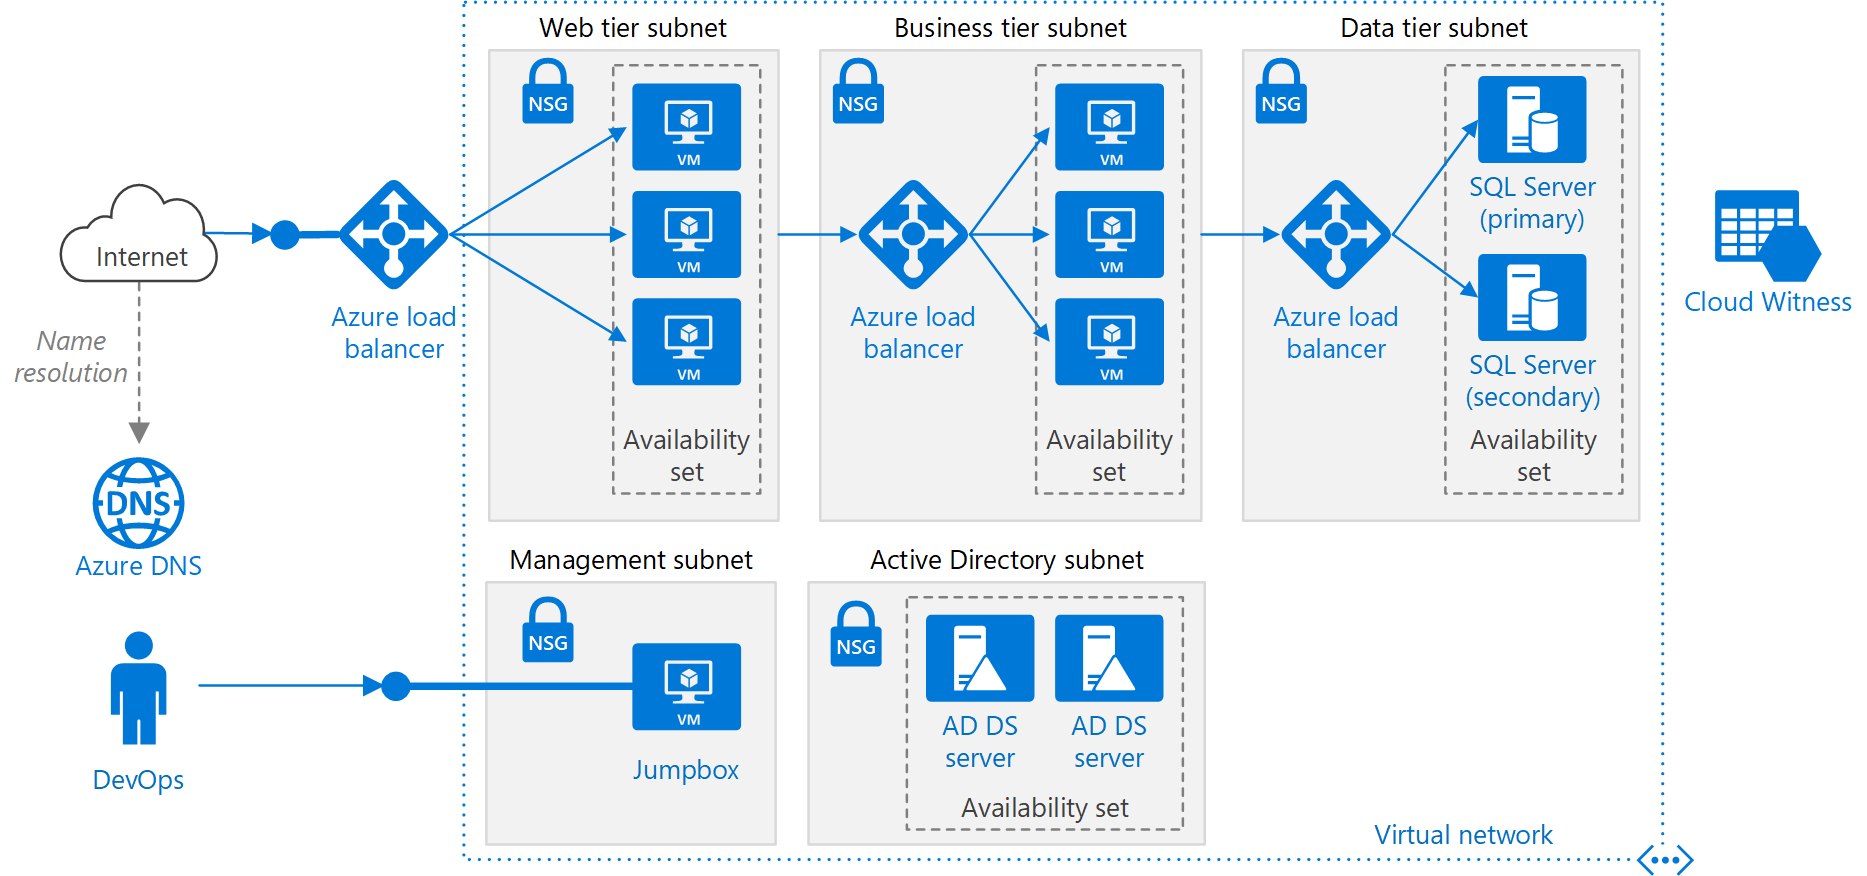 Web tier subnet
Business tier subnet
Data tier subnet
NSG
VM
VM
VM
Availability
set
NSG
VM
VM
VM
Availability
set
NSG
SQL Server
(primary)
SQL Server
(secondary)
Availability
set
Internet
Azure load
balancer
Azure load
balancer
Azure load
balancer
Cloud Witness
Name
resolution
DNS
Azure DNS
Management subnet
Active Directory subnet
NSG
VM
Jumpbox
NSG
AD DS
server
AD DS
server
Availability set
DevOps
Virtual network